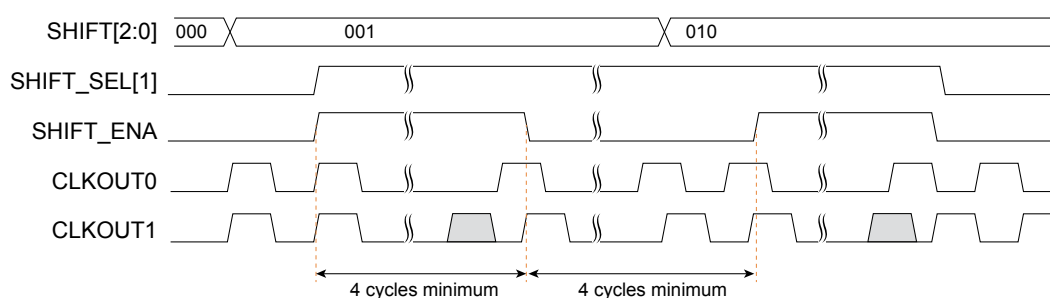 SHIFT[2:0] 000 001 010
SHIFT_SEL[1]
SHIFT_ENA
CLKOUT0
CLKOUT1
4 cycles minimum 4 cycles minimum